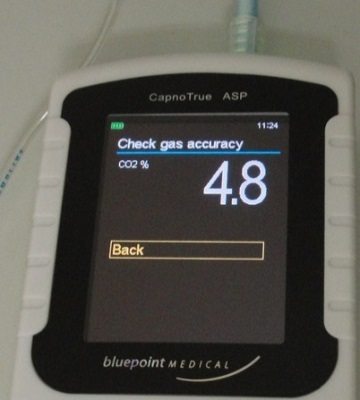 CapnoTrue ASP
11:24
Check gas accuracy
CO2 % 4.8
Back
bluepoint MEDICAL